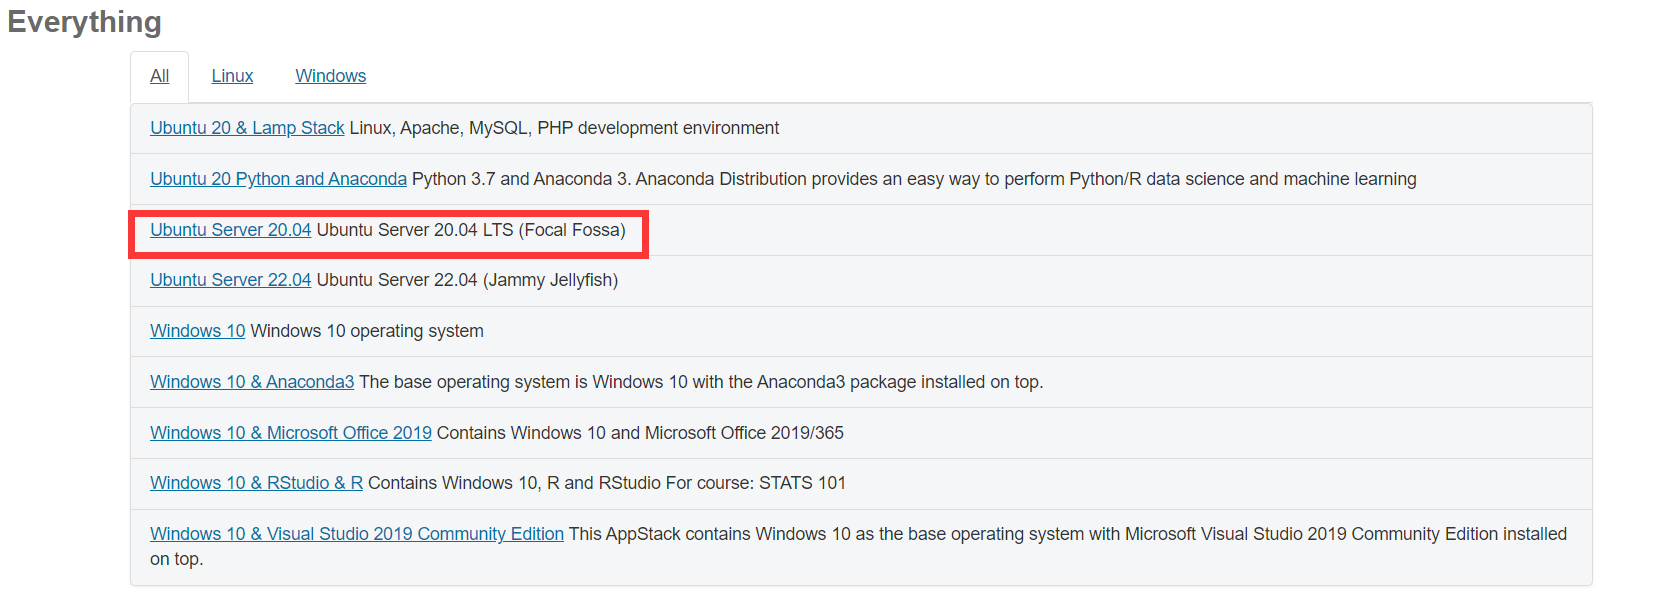 Everything
All Linux Windows
Ubuntu 20 & Lamp Stack Linux, Apache, MySQL, PHP development environment
Ubuntu 20 Python and Anaconda Python 3.7 and Anaconda 3. Anaconda Distribution provides an easy way to perform Python/R data science and machine learning
Ubuntu Server 20.04 Ubuntu Server 20.04 LTS (Focal Fossa)
Ubuntu Server 22.04 Ubuntu Server 22.04 (Jammy Jellyfish)
Windows 10 Windows 10 operating system
Windows 10 & Anaconda3 The base operating system is Windows 10 with the Anaconda3 package installed on top.
Windows 10 & Microsoft Office 2019 Contains Windows 10 and Microsoft Office 2019/365
Windows 10 & RStudio & R Contains Windows 10, R and RStudio For course: STATS 101
Windows 10 & Visual Studio 2019 Community Edition This AppStack contains Windows 10 as the base operating system with Microsoft Visual Studio 2019 Community Edition installed
on top.